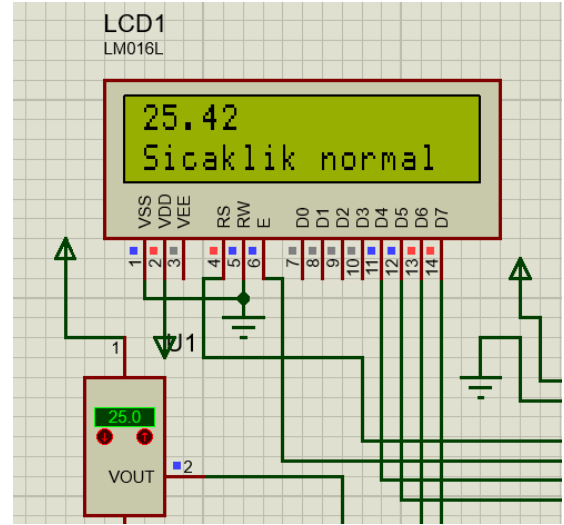 LCD1
LM016L
25.42
Sicaklik normal
VSS
VDD
VEE
RS
RW
E
D0
D1
D2
D3
D4
D5
D6
D7
1
2
3
4
5
6
7
8
9
10
11
12
13
14
1
U1
25.0
VOUT
2